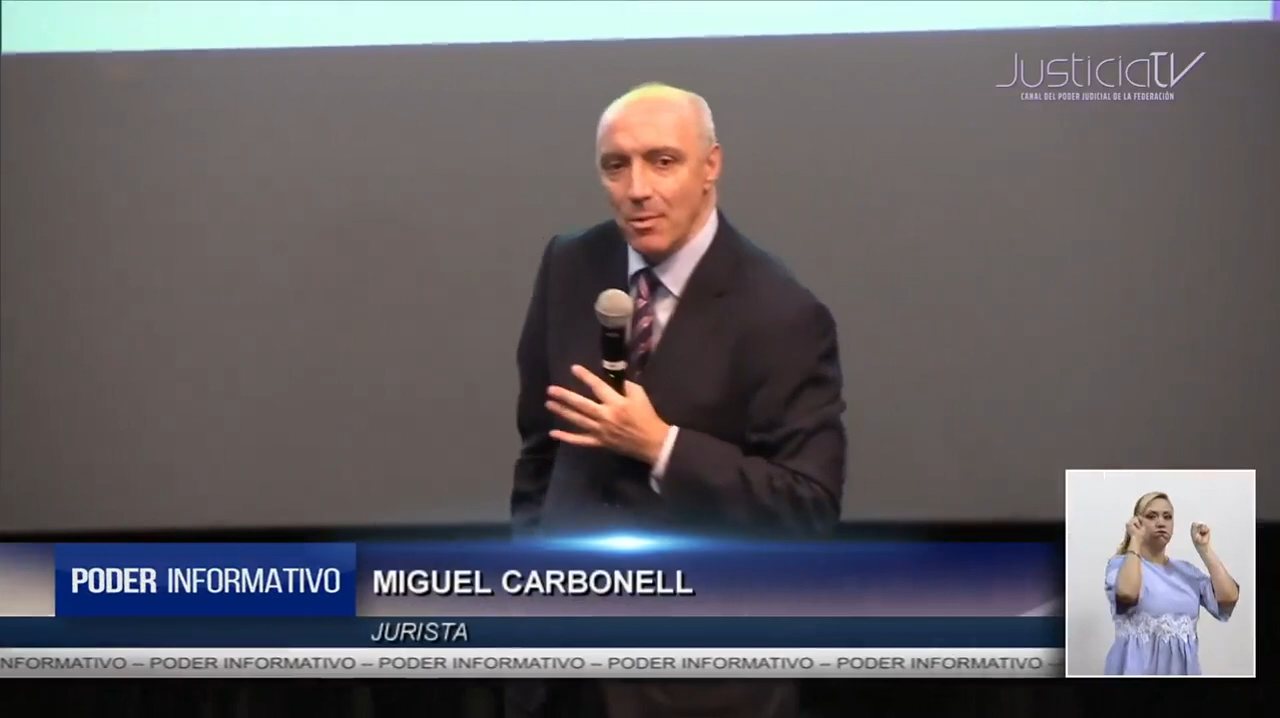 JusticiaTV
CANAL DEL PODER JUDICIAL DE LA FEDERACIÓN
PODER INFORMATIVO
MIGUEL CARBONELL
JURISTA
NFORMATIVO – PODER INFORMATIVO – PODER INFORMATIVO – PODER INFORMATIVO – PODER INFORMATIVO –